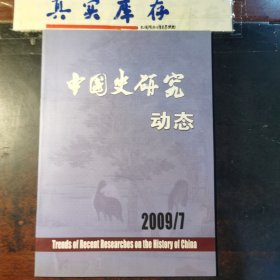 真实库存
中国史研究
动态
2009/7
Trends of Recent Researches on the History of China